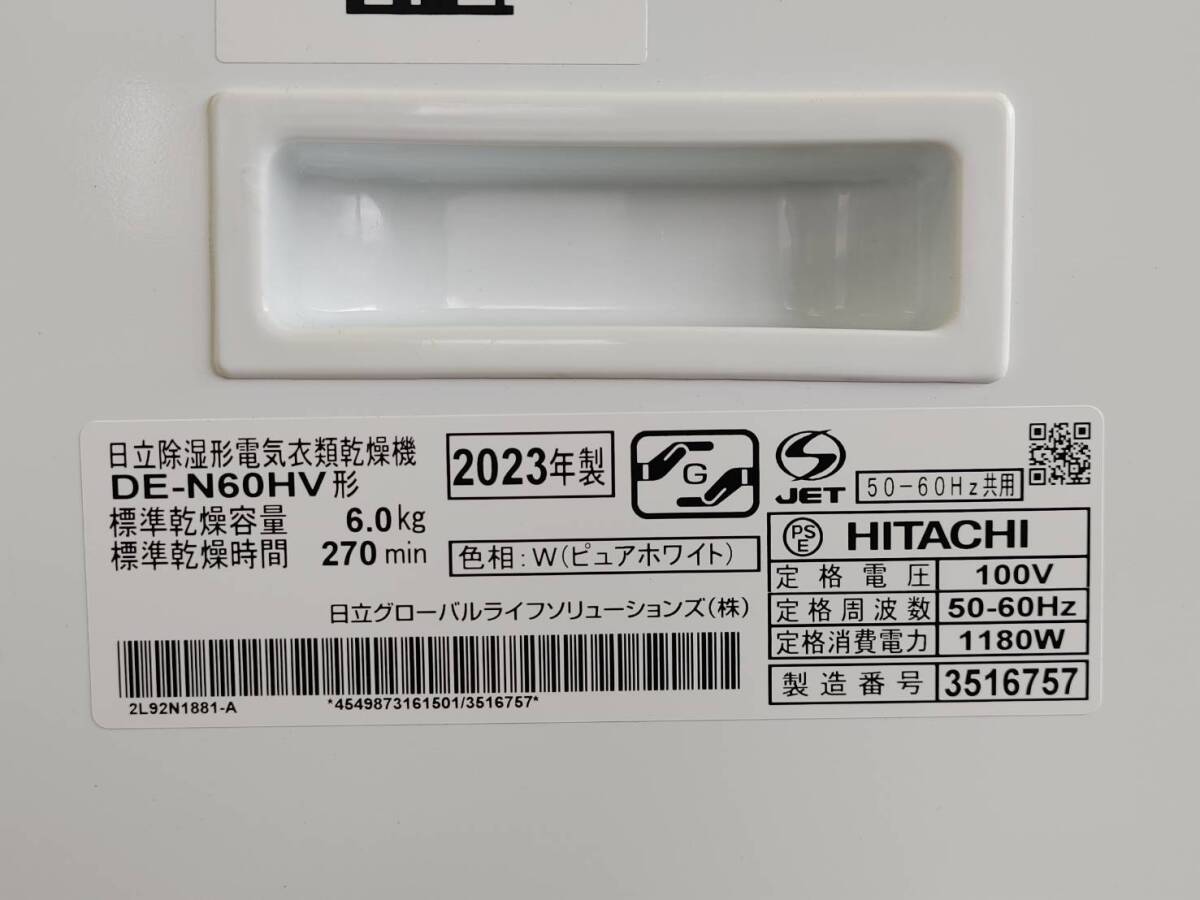 日立除湿形電気衣類乾燥機
DE-N60HV形
標準乾燥容量 6.0kg
標準乾燥時間 270 min
2023年製
G
JET
50-60Hz共用
色相:W(ピュアホワイト)
日立グローバルライフソリューションズ(株)
2L92N1881-A *4549873161501/3516757*
PSE HITACHI
定格電圧 100V
定格周波数 50-60Hz
定格消費電力 1180W
製造番号 3516757